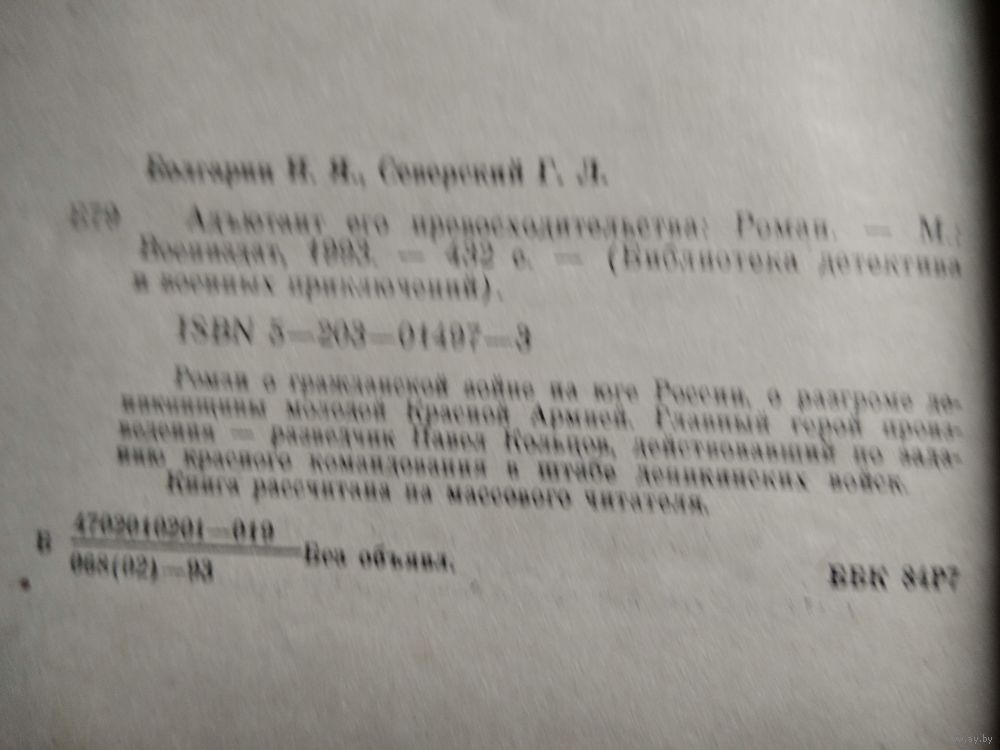 Болгарин И. Я., Северский Г. Л.
Б79 Адъютант его превосходительства: Роман. — М.:
Воениздат, 1993. — 432 с. — (Библиотека детектива
и военных приключений).
ISBN 5—203—01497—3
Роман о гражданской войне на юге России, о разгроме де-
никинщины молодой Красной Армией. Главный герой произ-
ведения — разведчик Павел Кольцов, действовавший по зада-
нию красного командования в штабе деникинских войск.
Книга рассчитана на массового читателя.
В 4702010201—019
068(02)—93 Без объявл.
ББК 84Р7
ay.by